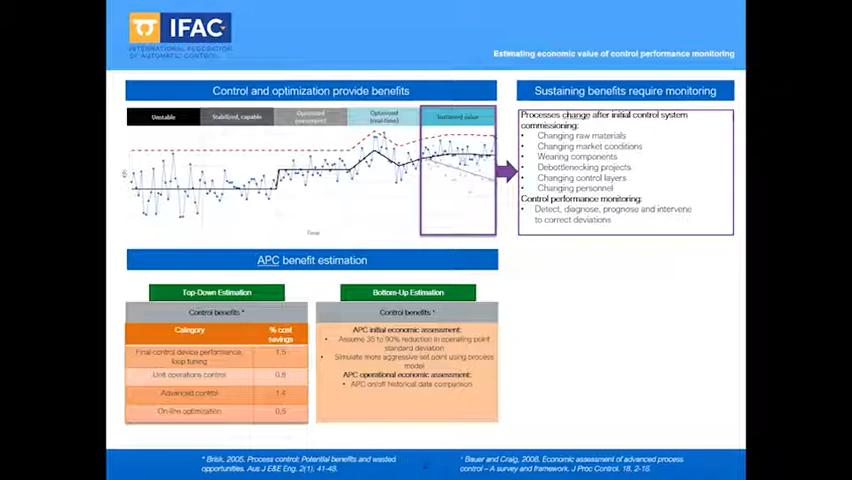 IFAC
INTERNATIONAL FEDERATION
OF AUTOMATIC CONTROL
Estimating economic value of control performance monitoring
Control and optimization provide benefits
Unstable
Stabilized, capable
Optimized
Optimized
(real-time)
Sustained value
Time
Sustaining benefits require monitoring
Processes change after initial control system
commissioning:
• Changing raw materials
• Changing market conditions
• Wearing components
• Debottlenecking projects
• Changing control layers
• Changing personnel
Control performance monitoring:
• Detect, diagnose, prognose and intervene
to correct deviations
APC benefit estimation
Top-Down Estimation
Control benefits *
Category
% cost
savings
Final control device performance,
loop tuning
1.5
Unit operations control
0.8
Advanced control
1.4
On-line optimization
0.5
Bottom-Up Estimation
Control benefits *
APC initial economic assessment:
• Assume 35 to 90% reduction in operating point
standard deviation
• Simulate more aggressive set point using process
model
APC operational economic assessment:
• APC on/off historical data comparison
* Brisk, 2005. Process control: Potential benefits and wasted
opportunities. Aus J E&E Eng. 2(1), 41-48.
Bauer and Craig, 2008. Economic assessment of advanced process
control – A survey and framework. J Proc Control. 18, 2-18.